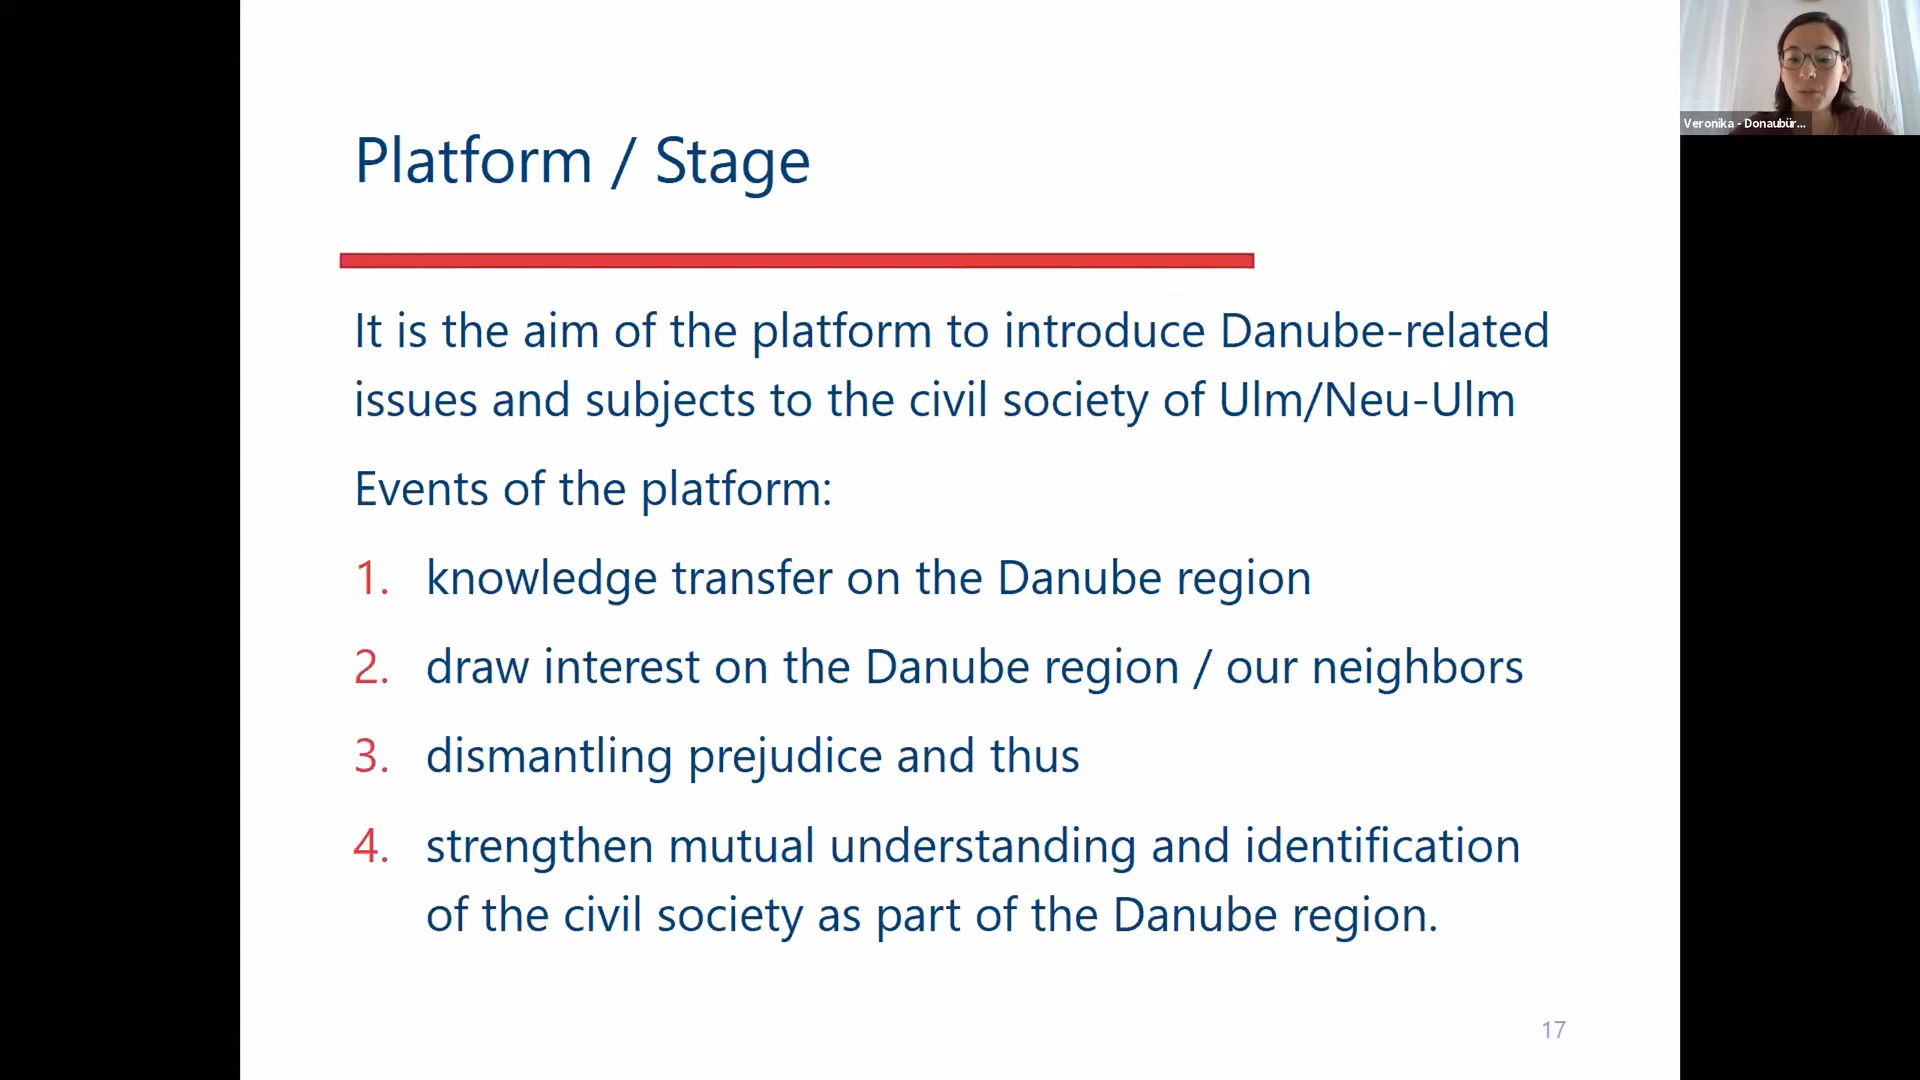 Platform / Stage
It is the aim of the platform to introduce Danube-related
issues and subjects to the civil society of Ulm/Neu-Ulm
Events of the platform:
1. knowledge transfer on the Danube region
2. draw interest on the Danube region / our neighbors
3. dismantling prejudice and thus
4. strengthen mutual understanding and identification
of the civil society as part of the Danube region.
17
Veronika - Donaubür...